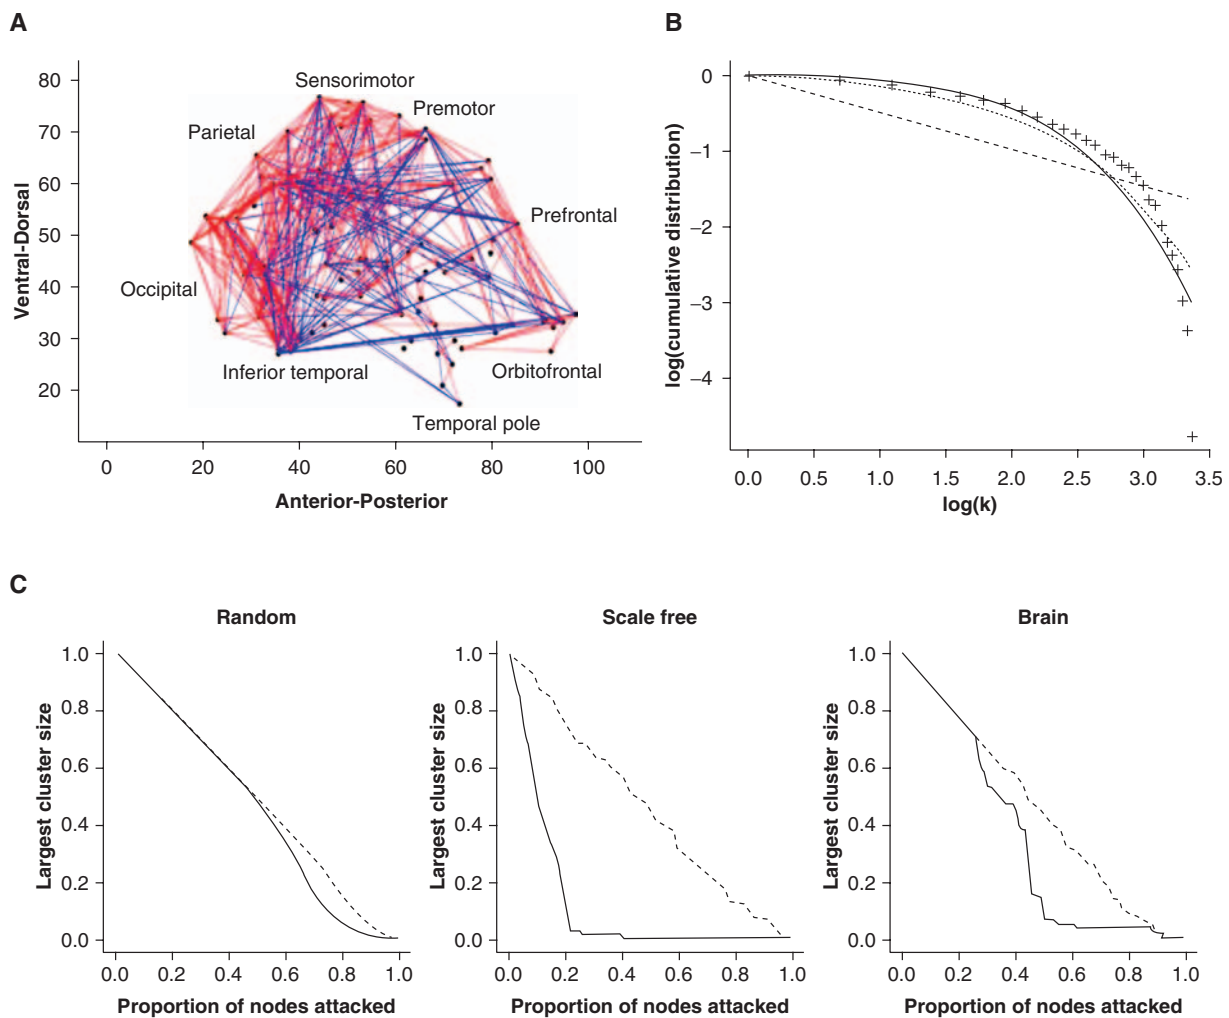 A
80
70
60
50
40
30
20
Ventral-Dorsal
Sensorimotor
Premotor
Parietal
Prefrontal
Occipital
Inferior temporal
Orbitofrontal
Temporal pole
0 20 40 60 80 100
Anterior-Posterior
B
0
–1
–2
–3
–4
log(cumulative distribution)
0.0 0.5 1.0 1.5 2.0 2.5 3.0 3.5
log(k)
C
Random
1.0
0.8
0.6
0.4
0.2
0.0
Largest cluster size
0.0 0.2 0.4 0.6 0.8 1.0
Proportion of nodes attacked
Scale free
1.0
0.8
0.6
0.4
0.2
0.0
Largest cluster size
0.0 0.2 0.4 0.6 0.8 1.0
Proportion of nodes attacked
Brain
1.0
0.8
0.6
0.4
0.2
0.0
Largest cluster size
0.0 0.2 0.4 0.6 0.8 1.0
Proportion of nodes attacked